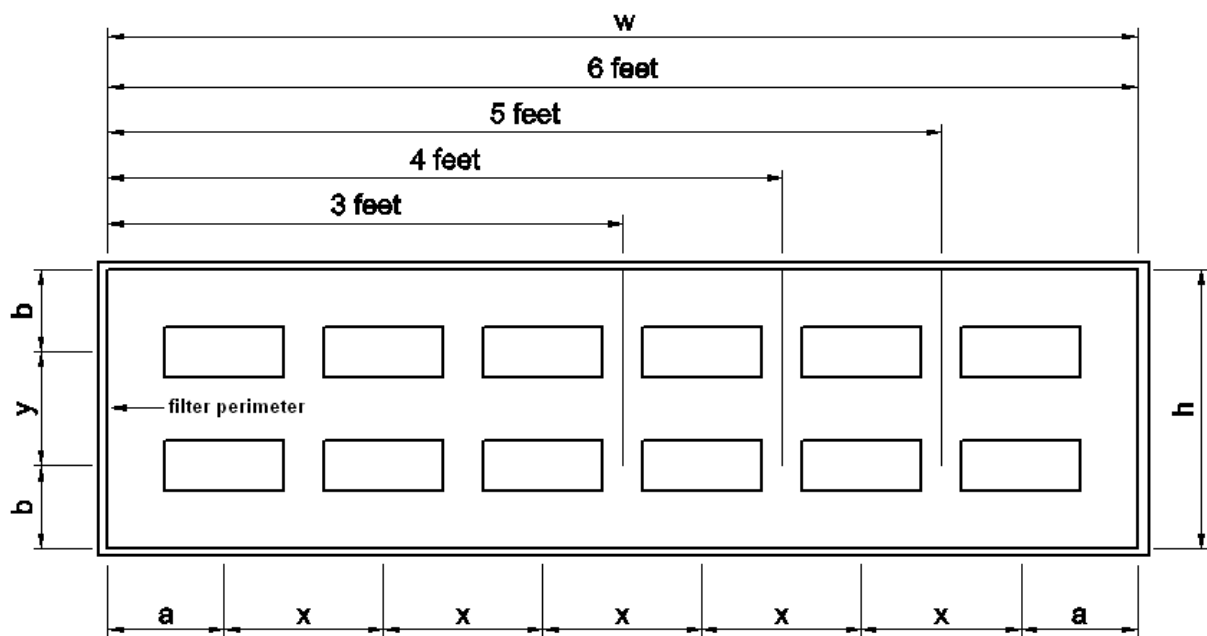 w
6 feet
5 feet
4 feet
3 feet
b
y
b
filter perimeter
h
a x x x x x a